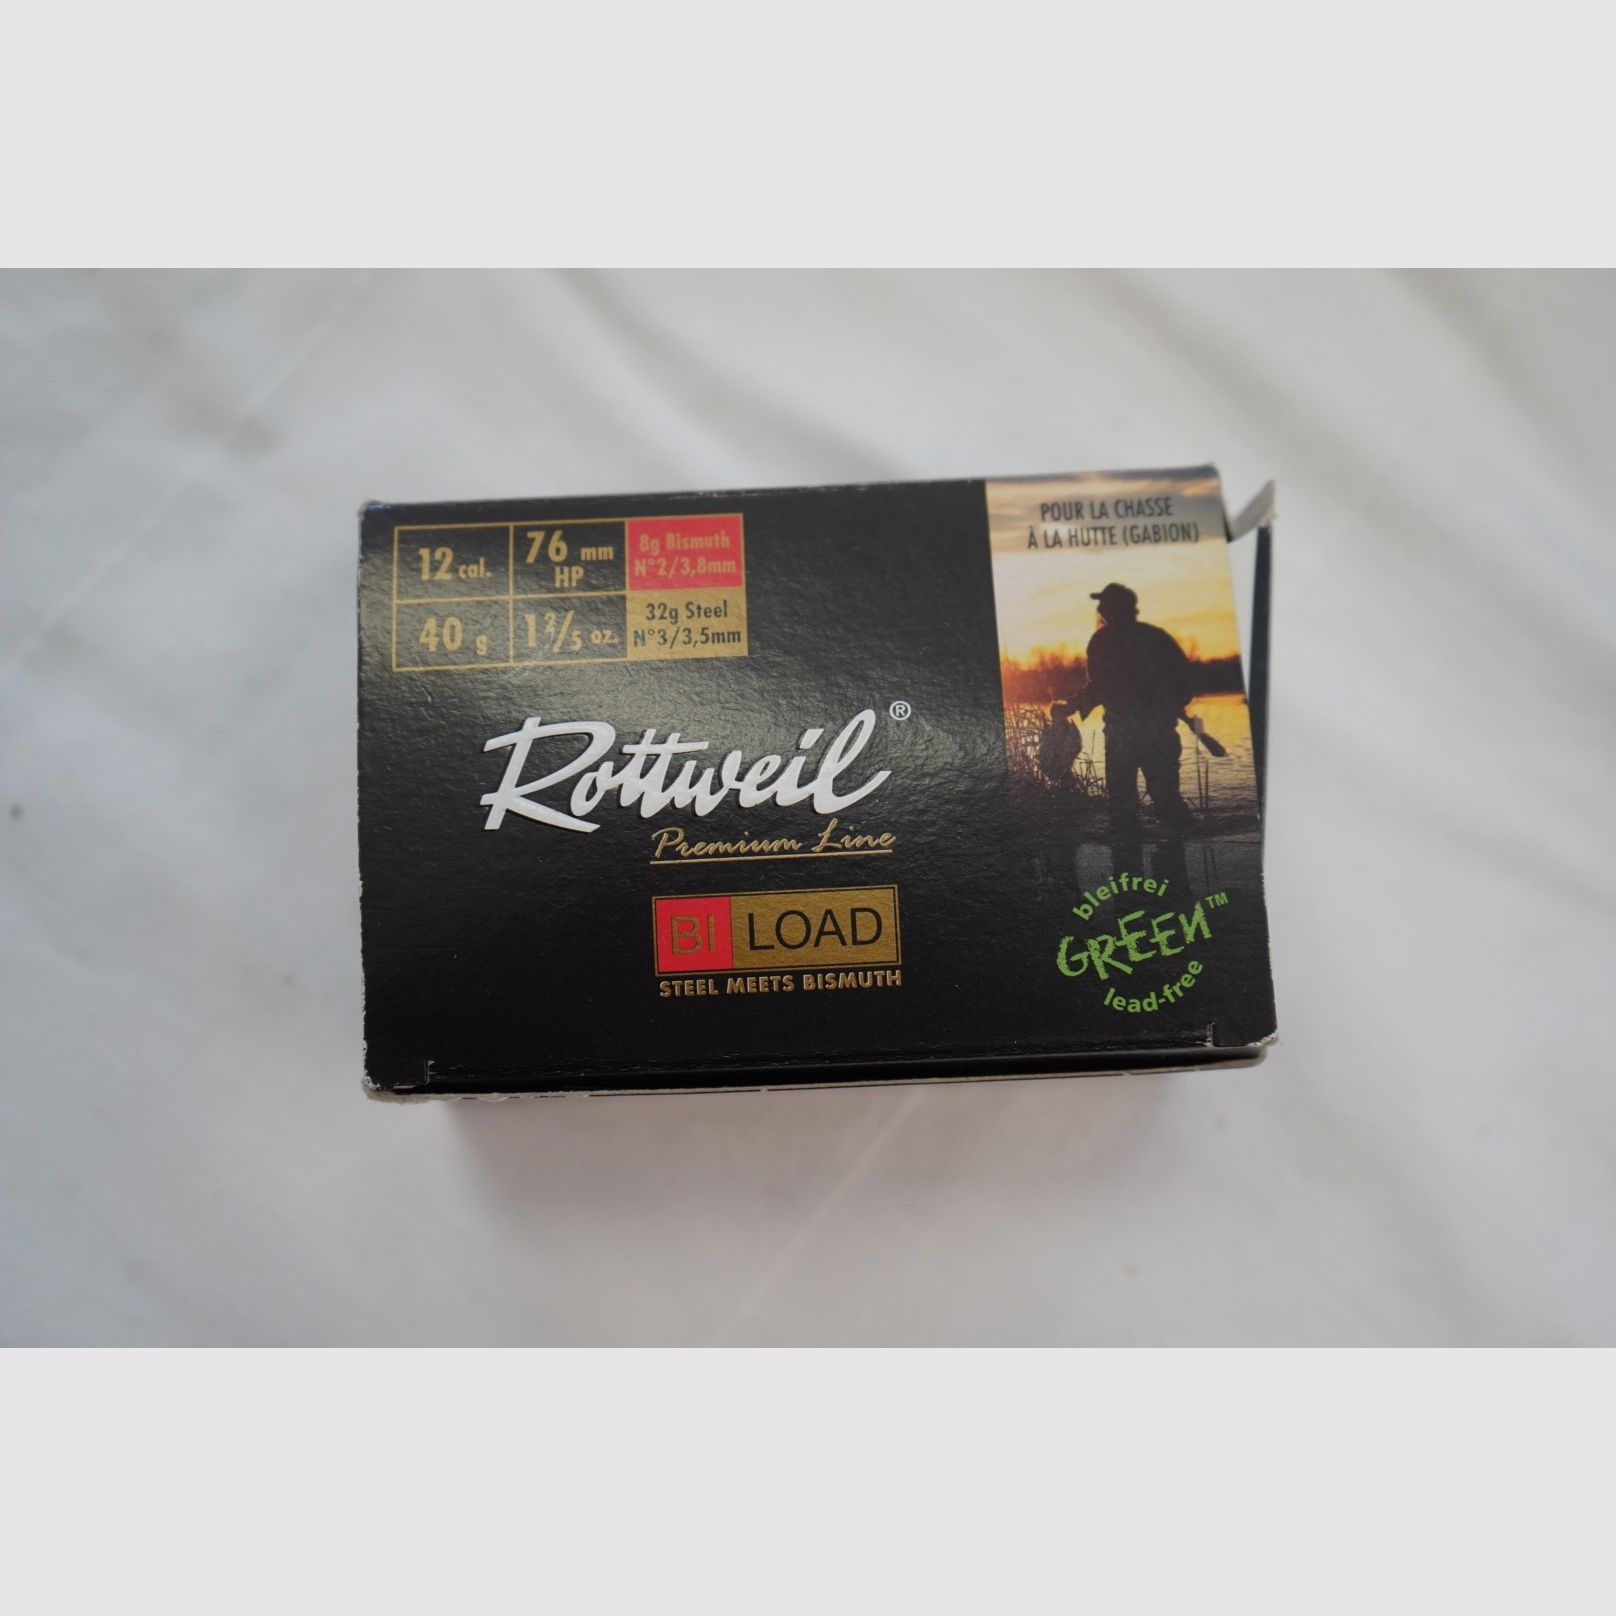 12 cal.
76 mm
HP
8g Bismuth
N°2/3,8mm
40 g
1 2/5 oz.
32g Steel
N°3/3,5mm
POUR LA CHASSE
À LA HUTTE (GABION)
Rottweil®
Premium Line
BI LOAD
STEEL MEETS BISMUTH
bleifrei
GREEN™
lead-free